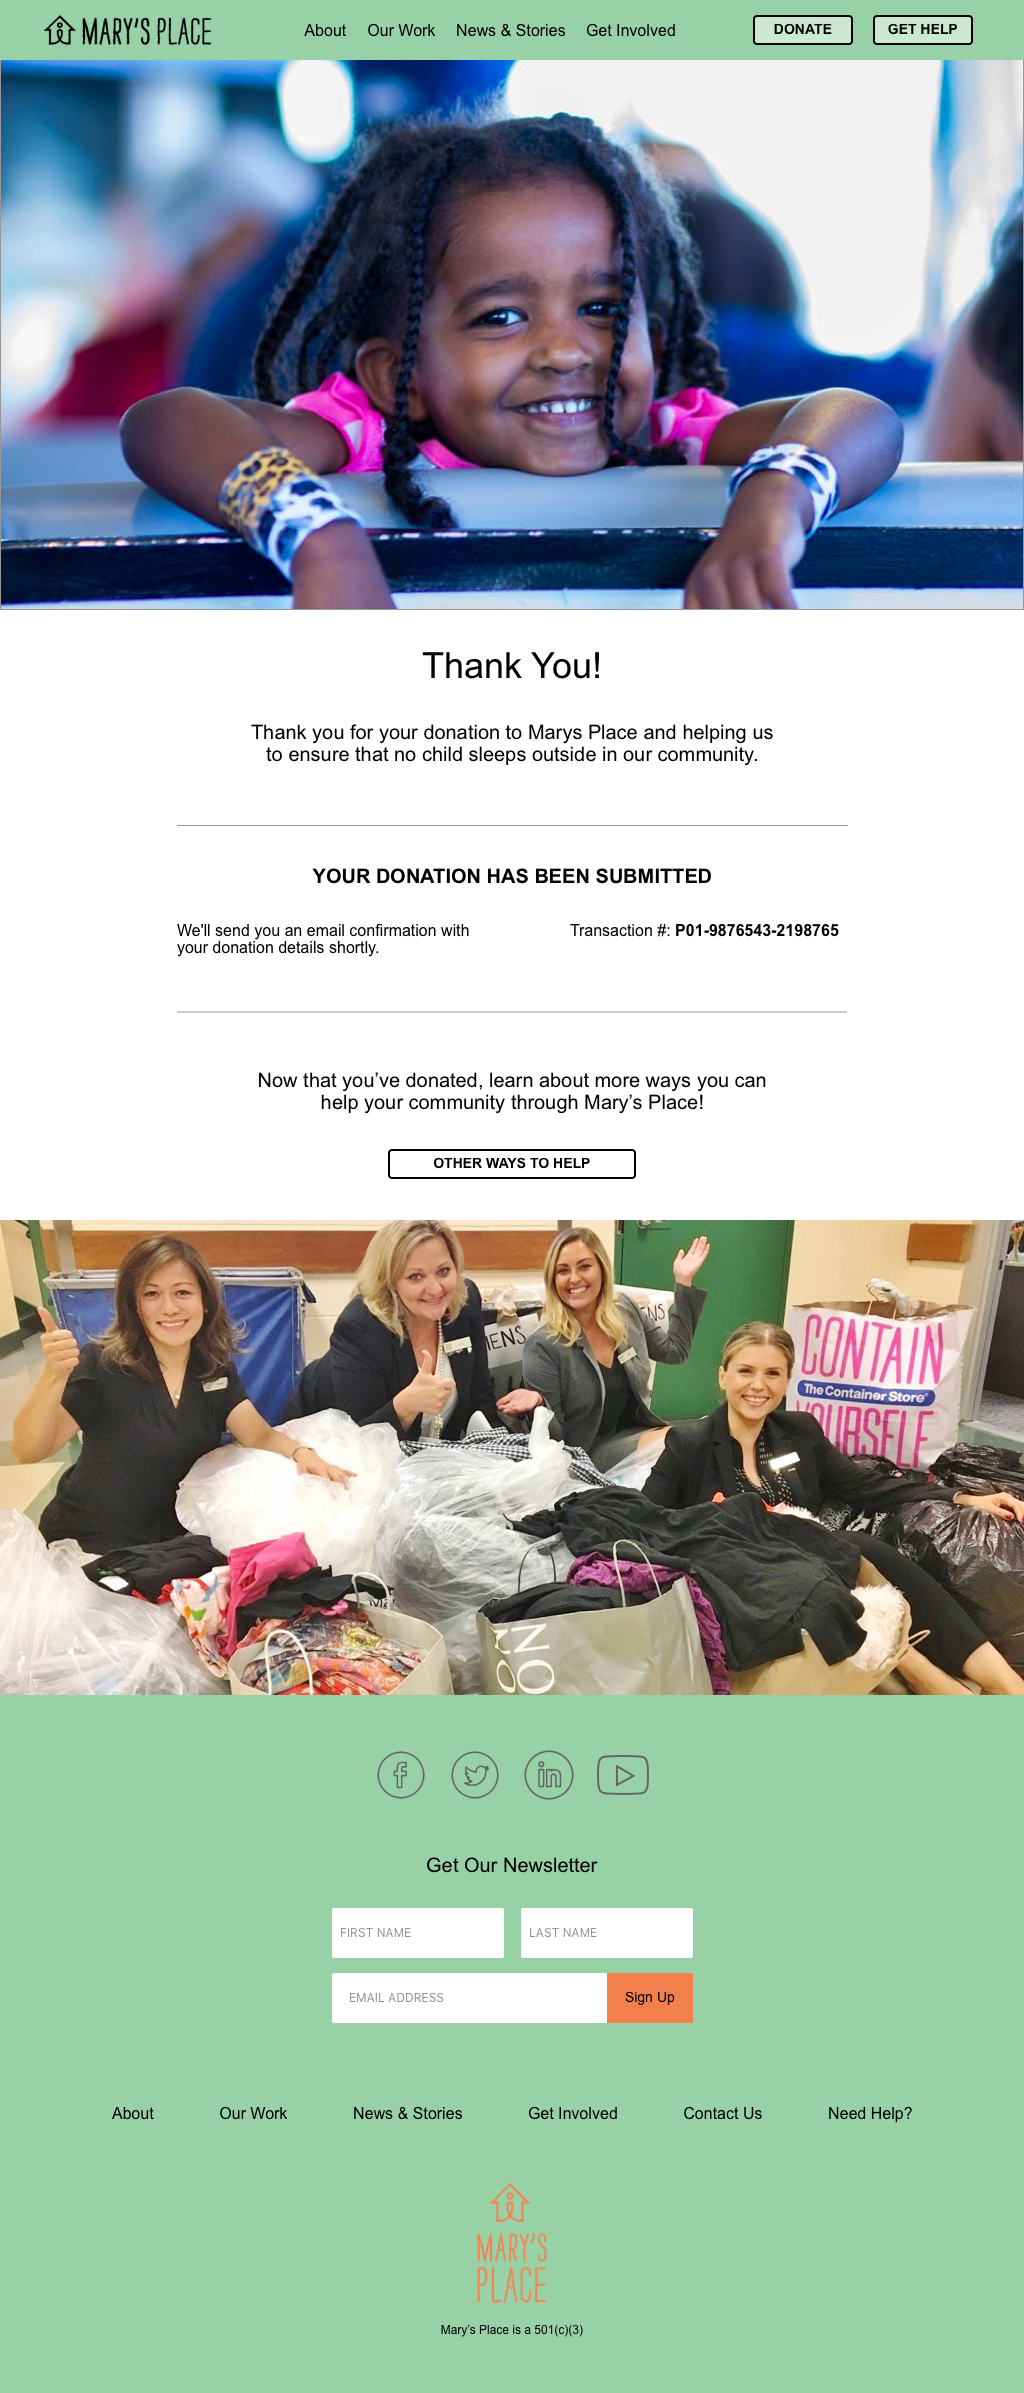 MARY'S PLACE
About Our Work News & Stories Get Involved
DONATE GET HELP
Thank You!
Thank you for your donation to Marys Place and helping us
to ensure that no child sleeps outside in our community.
YOUR DONATION HAS BEEN SUBMITTED
We'll send you an email confirmation with
your donation details shortly.
Transaction #: P01-9876543-2198765
Now that you’ve donated, learn about more ways you can
help your community through Mary’s Place!
OTHER WAYS TO HELP
MENS
ENS
CONTAIN
The Container Store®
YOURSELF
NO
Get Our Newsletter
FIRST NAME LAST NAME
EMAIL ADDRESS Sign Up
About Our Work News & Stories Get Involved Contact Us Need Help?
MARY'S
PLACE
Mary’s Place is a 501(c)(3)